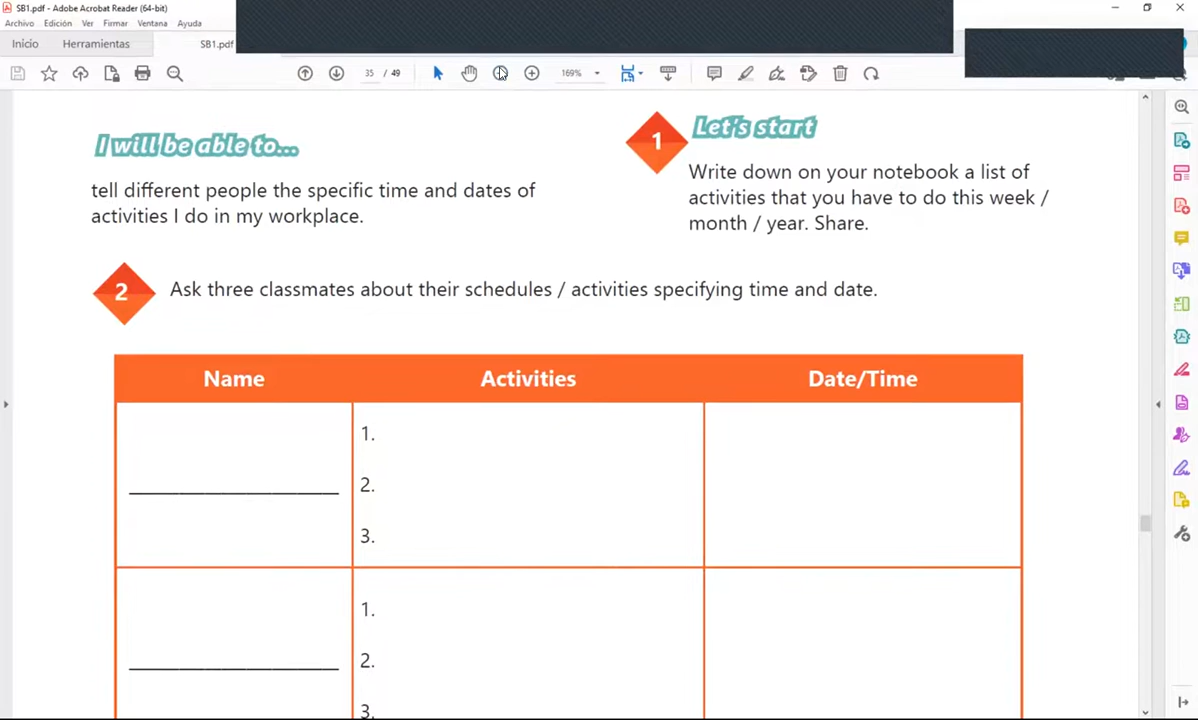 SB1.pdf - Adobe Acrobat Reader (64-bit)
Archivo Edición Ver Firmar Ventana Ayuda
Inicio Herramientas SB1.pdf
35 / 49 169%
I will be able to...
tell different people the specific time and dates of
activities I do in my workplace.
1 Let's start
Write down on your notebook a list of
activities that you have to do this week /
month / year. Share.
2 Ask three classmates about their schedules / activities specifying time and date.
Name Activities Date/Time
1.
2.
3.
1.
2.
3.